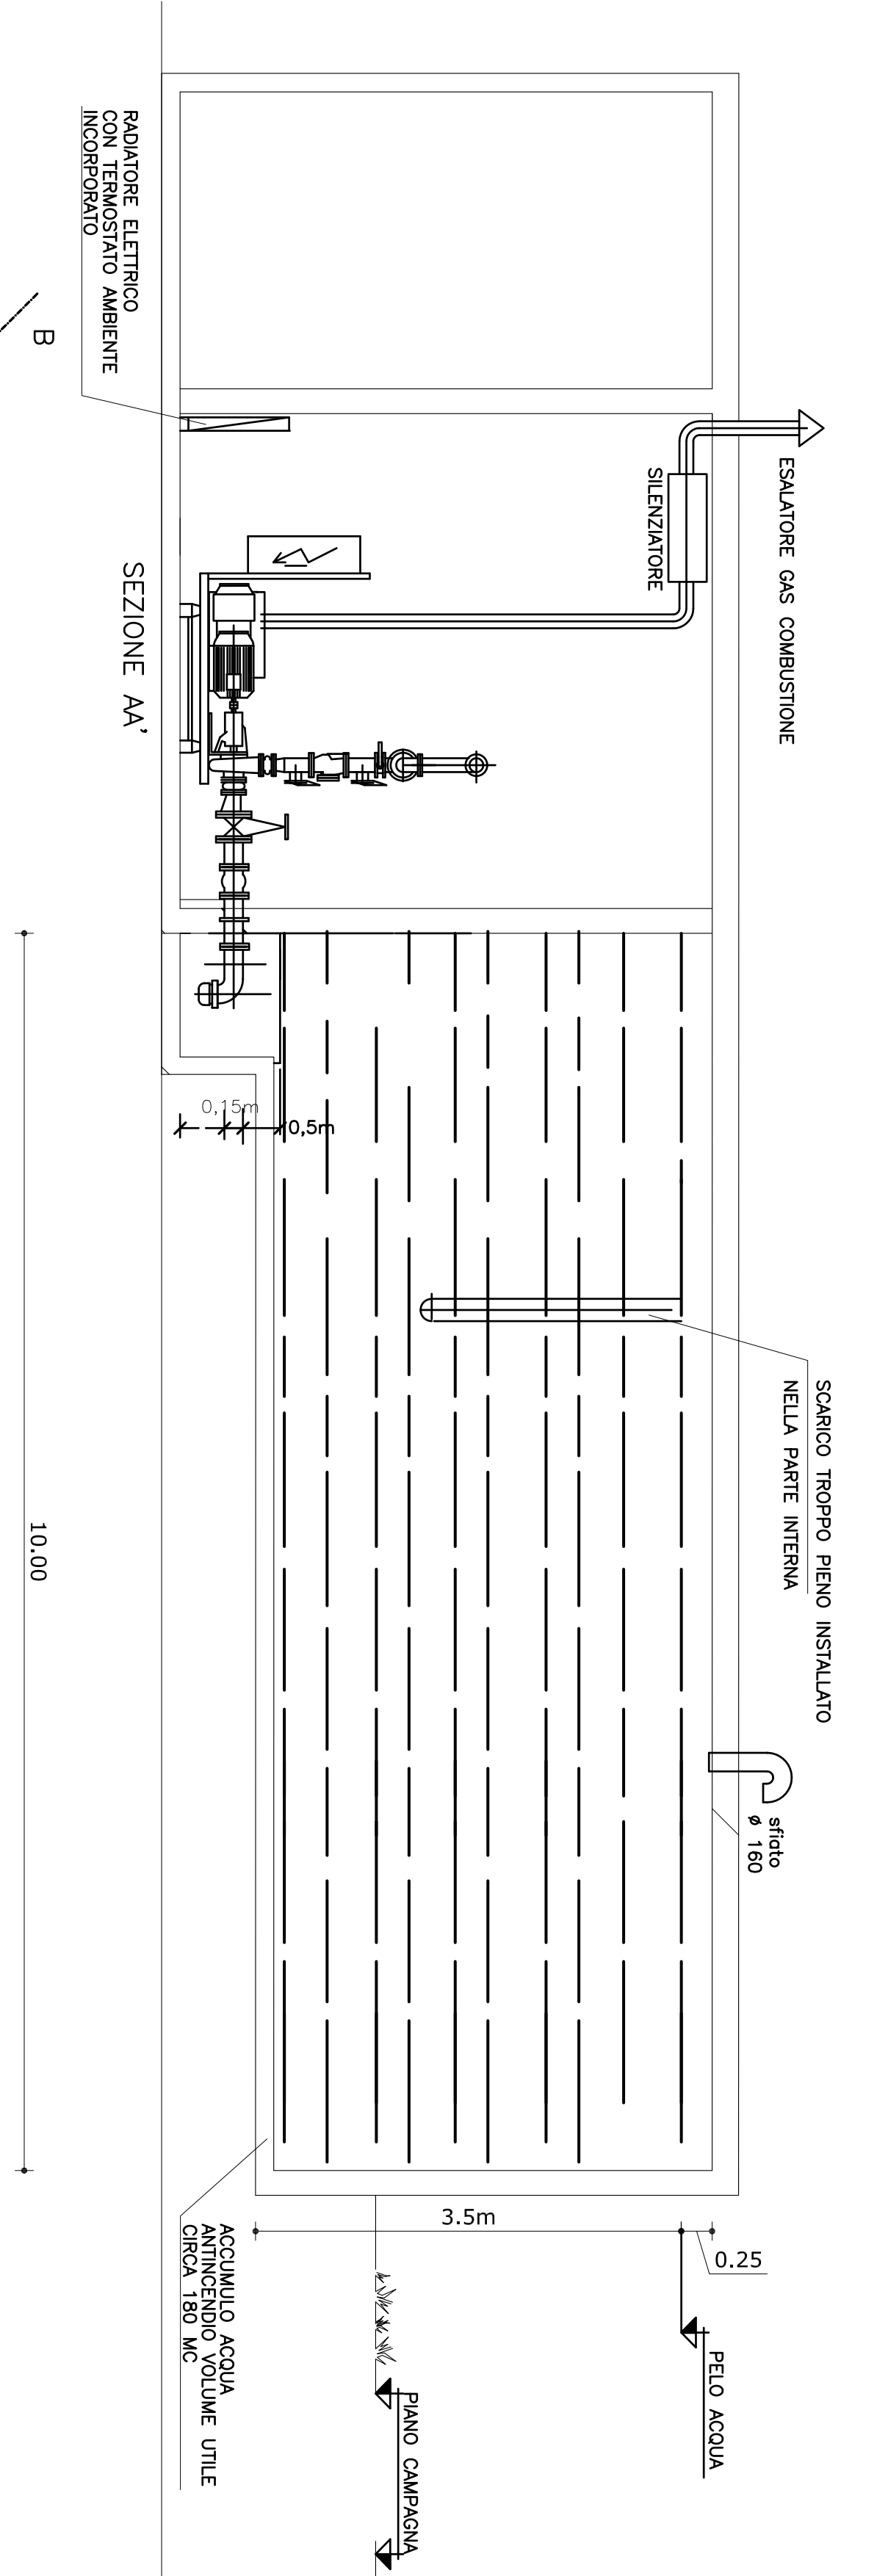 ESALATORE GAS COMBUSTIONE
SILENZIATORE
SCARICO TROPPO PIENO INSTALLATO
NELLA PARTE INTERNA
sfiato
ø 160
0.25
PELO ACQUA
3.5m
PIANO CAMPAGNA
0,5m
0,15m
ACCUMULO ACQUA
ANTINCENDIO VOLUME UTILE
CIRCA 180 MC
RADIATORE ELETTRICO
CON TERMOSTATO AMBIENTE
INCORPORATO
SEZIONE AA'
B
10.00